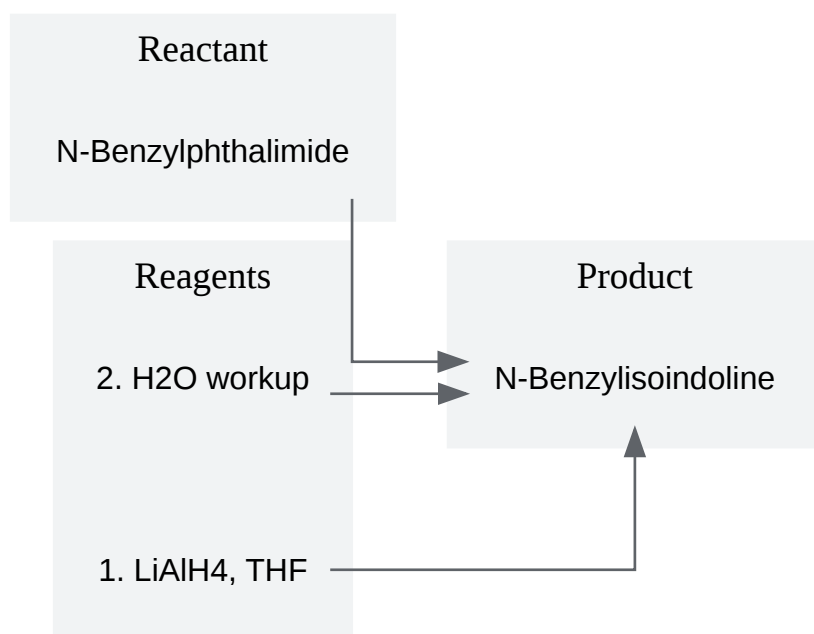 Reactant
N-Benzylphthalimide
Reagents
2. H2O workup
1. LiAlH4, THF
Product
N-Benzylisoindoline